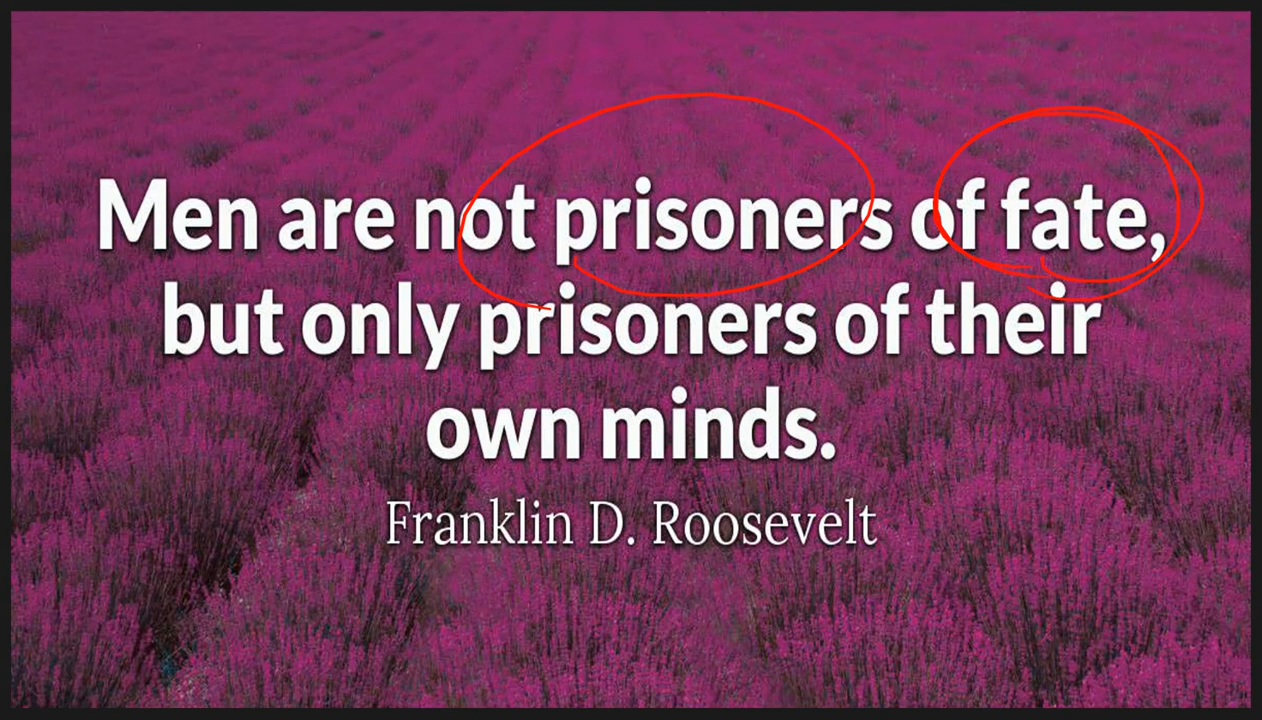 Men are not prisoners of fate,
but only prisoners of their
own minds.
Franklin D. Roosevelt